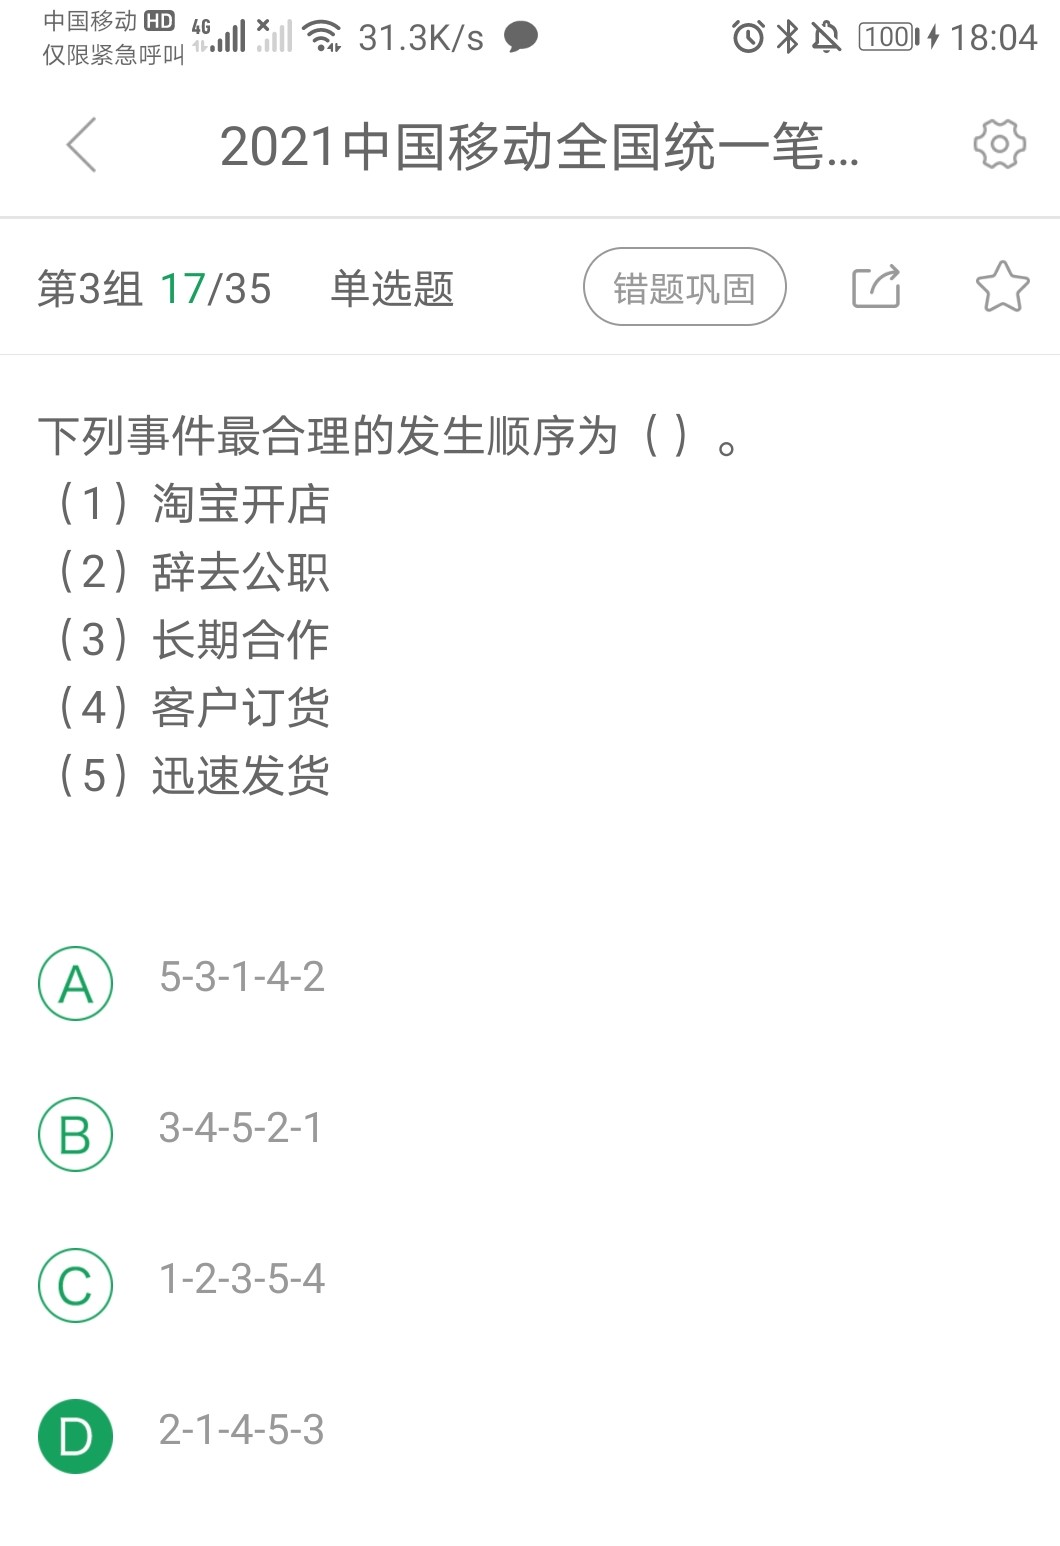 中国移动 HD 4G 31.3K/s 100 18:04
仅限紧急呼叫
2021中国移动全国统一笔...
第3组 17/35 单选题 错题巩固
下列事件最合理的发生顺序为（ ）。
（1）淘宝开店
（2）辞去公职
（3）长期合作
（4）客户订货
（5）迅速发货
A 5-3-1-4-2
B 3-4-5-2-1
C 1-2-3-5-4
D 2-1-4-5-3